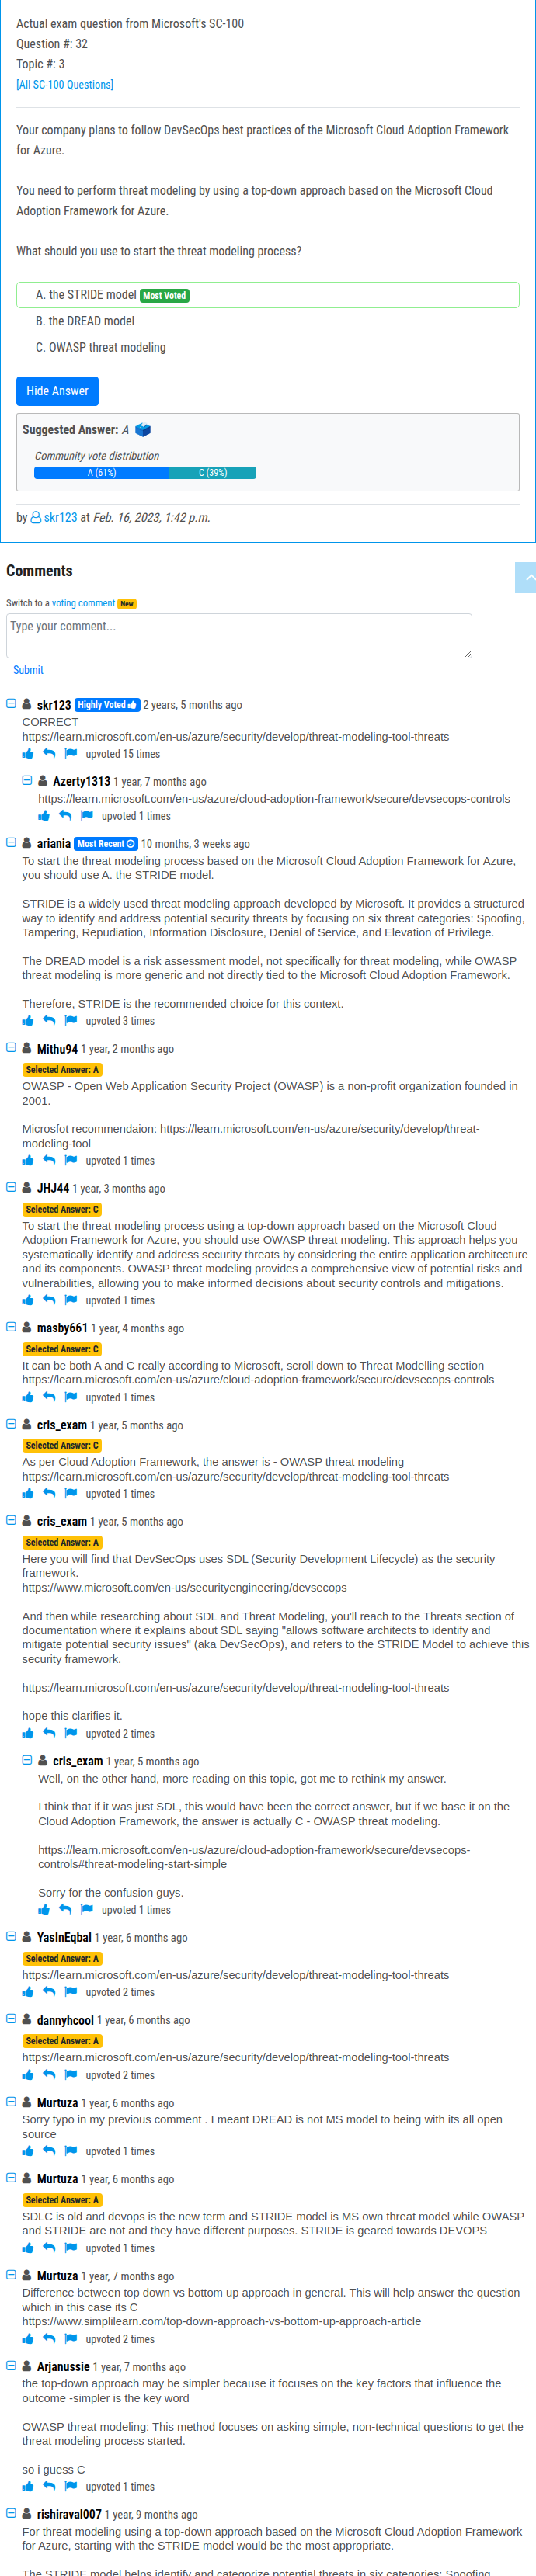 Actual exam question from Microsoft's SC-100
Question #: 32
Topic #: 3
[All SC-100 Questions]
Your company plans to follow DevSecOps best practices of the Microsoft Cloud Adoption Framework
for Azure.
You need to perform threat modeling by using a top-down approach based on the Microsoft Cloud
Adoption Framework for Azure.
What should you use to start the threat modeling process?
A. the STRIDE model Most Voted
B. the DREAD model
C. OWASP threat modeling
Hide Answer
Suggested Answer: A
Community vote distribution
A (61%) C (39%)
by skr123 at Feb. 16, 2023, 1:42 p.m.
Comments
Switch to a voting comment New
Type your comment...
Submit
skr123 Highly Voted 2 years, 5 months ago
CORRECT
https://learn.microsoft.com/en-us/azure/security/develop/threat-modeling-tool-threats
upvoted 15 times
Azerty1313 1 year, 7 months ago
https://learn.microsoft.com/en-us/azure/cloud-adoption-framework/secure/devsecops-controls
upvoted 1 times
ariania Most Recent 10 months, 3 weeks ago
To start the threat modeling process based on the Microsoft Cloud Adoption Framework for Azure,
you should use A. the STRIDE model.
STRIDE is a widely used threat modeling approach developed by Microsoft. It provides a structured
way to identify and address potential security threats by focusing on six threat categories: Spoofing,
Tampering, Repudiation, Information Disclosure, Denial of Service, and Elevation of Privilege.
The DREAD model is a risk assessment model, not specifically for threat modeling, while OWASP
threat modeling is more generic and not directly tied to the Microsoft Cloud Adoption Framework.
Therefore, STRIDE is the recommended choice for this context.
upvoted 3 times
Mithu94 1 year, 2 months ago
Selected Answer: A
OWASP - Open Web Application Security Project (OWASP) is a non-profit organization founded in
2001.
Microsfot recommendaion: https://learn.microsoft.com/en-us/azure/security/develop/threat-
modeling-tool
upvoted 1 times
JHJ44 1 year, 3 months ago
Selected Answer: C
To start the threat modeling process using a top-down approach based on the Microsoft Cloud
Adoption Framework for Azure, you should use OWASP threat modeling. This approach helps you
systematically identify and address security threats by considering the entire application architecture
and its components. OWASP threat modeling provides a comprehensive view of potential risks and
vulnerabilities, allowing you to make informed decisions about security controls and mitigations.
upvoted 1 times
masby661 1 year, 4 months ago
Selected Answer: C
It can be both A and C really according to Microsoft, scroll down to Threat Modelling section
https://learn.microsoft.com/en-us/azure/cloud-adoption-framework/secure/devsecops-controls
upvoted 1 times
cris_exam 1 year, 5 months ago
Selected Answer: C
As per Cloud Adoption Framework, the answer is - OWASP threat modeling
https://learn.microsoft.com/en-us/azure/security/develop/threat-modeling-tool-threats
upvoted 1 times
cris_exam 1 year, 5 months ago
Selected Answer: A
Here you will find that DevSecOps uses SDL (Security Development Lifecycle) as the security
framework.
https://www.microsoft.com/en-us/securityengineering/devsecops
And then while researching about SDL and Threat Modeling, you'll reach to the Threats section of
documentation where it explains about SDL saying "allows software architects to identify and
mitigate potential security issues" (aka DevSecOps), and refers to the STRIDE Model to achieve this
security framework.
https://learn.microsoft.com/en-us/azure/security/develop/threat-modeling-tool-threats
hope this clarifies it.
upvoted 2 times
cris_exam 1 year, 5 months ago
Well, on the other hand, more reading on this topic, got me to rethink my answer.
I think that if it was just SDL, this would have been the correct answer, but if we base it on the
Cloud Adoption Framework, the answer is actually C - OWASP threat modeling.
https://learn.microsoft.com/en-us/azure/cloud-adoption-framework/secure/devsecops-
controls#threat-modeling-start-simple
Sorry for the confusion guys.
upvoted 1 times
YasInEqbal 1 year, 6 months ago
Selected Answer: A
https://learn.microsoft.com/en-us/azure/security/develop/threat-modeling-tool-threats
upvoted 2 times
dannyhcool 1 year, 6 months ago
Selected Answer: A
https://learn.microsoft.com/en-us/azure/security/develop/threat-modeling-tool-threats
upvoted 2 times
Murtuza 1 year, 6 months ago
Sorry typo in my previous comment . I meant DREAD is not MS model to being with its all open
source
upvoted 1 times
Murtuza 1 year, 6 months ago
Selected Answer: A
SDLC is old and devops is the new term and STRIDE model is MS own threat model while OWASP
and STRIDE are not and they have different purposes. STRIDE is geared towards DEVOPS
upvoted 1 times
Murtuza 1 year, 7 months ago
Difference between top down vs bottom up approach in general. This will help answer the question
which in this case its C
https://www.simplilearn.com/top-down-approach-vs-bottom-up-approach-article
upvoted 2 times
Arjanussie 1 year, 7 months ago
the top-down approach may be simpler because it focuses on the key factors that influence the
outcome -simpler is the key word
OWASP threat modeling: This method focuses on asking simple, non-technical questions to get the
threat modeling process started.
so i guess C
upvoted 1 times
rishiraval007 1 year, 9 months ago
For threat modeling using a top-down approach based on the Microsoft Cloud Adoption Framework
for Azure, starting with the STRIDE model would be the most appropriate.
The STRIDE model helps identify and categorize potential threats in six categories: Spoofing,